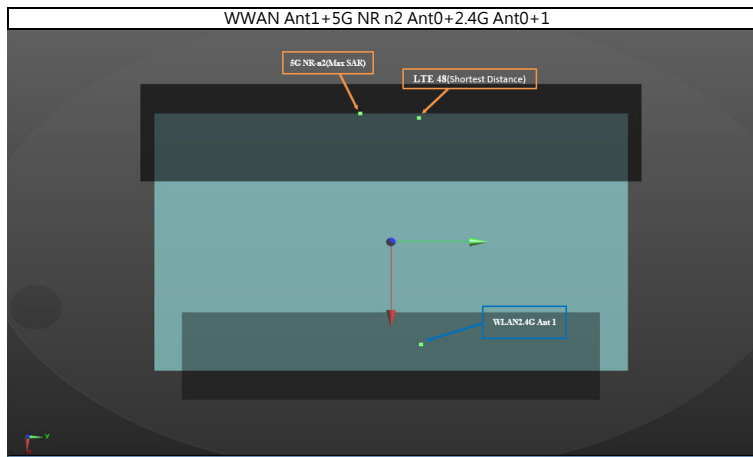 WWAN Ant1+5G NR n2 Ant0+2.4G Ant0+1
5G NR-n2(Max SAR)
LTE 48(Shortest Distance)
WLAN2.4G Ant 1
Y